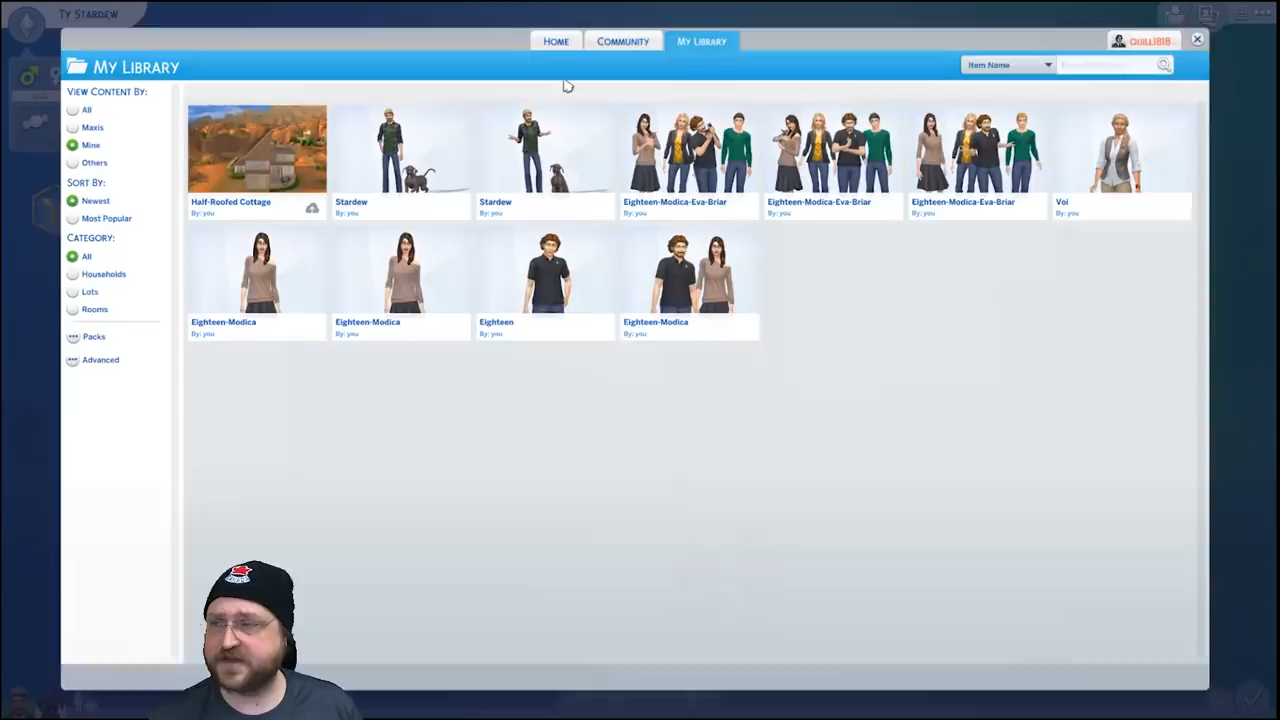 Ty Stardew
Home
Community
My Library
QUILL1818
My Library
Item Name
View Content By:
All
Maxis
Mine
Others
Sort By:
Newest
Most Popular
Category:
All
Households
Lots
Rooms
Packs
Advanced
Half-Roofed Cottage
By: you
Stardew
By: you
Stardew
By: you
Eighteen-Modica-Eva-Briar
By: you
Eighteen-Modica-Eva-Briar
By: you
Eighteen-Modica-Eva-Briar
By: you
Voi
By: you
Eighteen-Modica
By: you
Eighteen-Modica
By: you
Eighteen
By: you
Eighteen-Modica
By: you